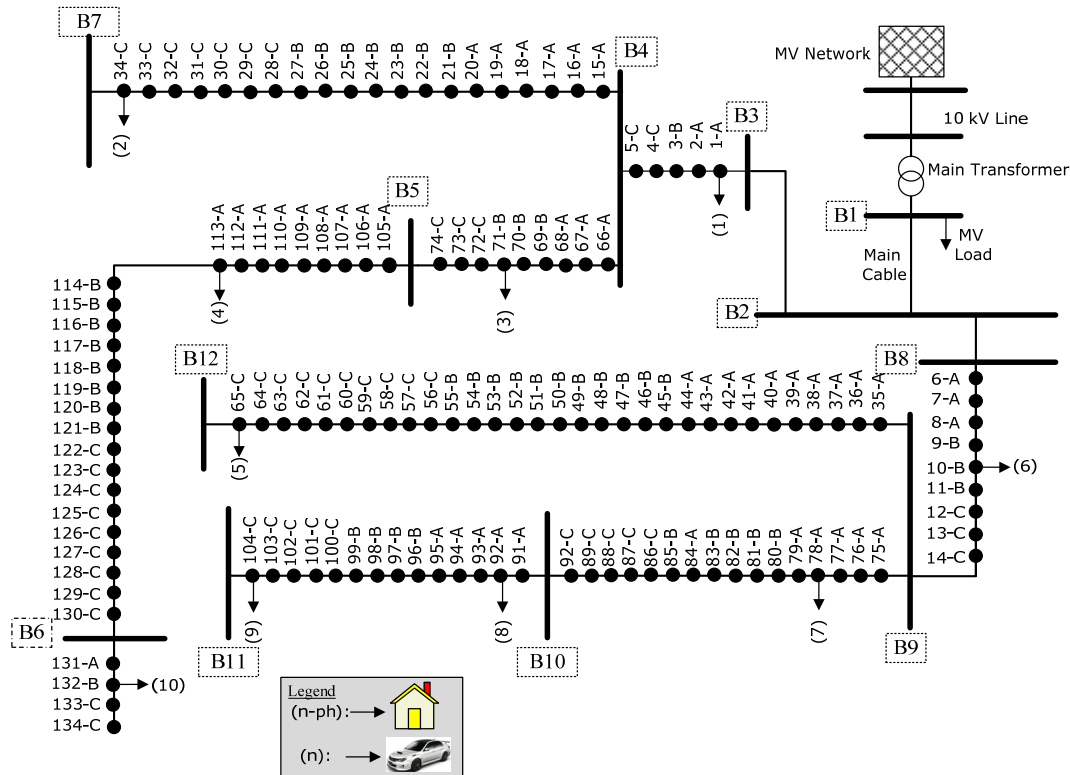 B7
34-C
33-C
32-C
31-C
30-C
29-C
28-C
27-B
26-B
25-B
24-B
23-B
22-B
21-B
20-A
19-A
18-A
17-A
16-A
15-A
B4
(2)
5-C
4-C
3-B
2-A
1-A
B3
(1)
MV Network
10 kV Line
Main Transformer
B1
MV
Load
Main
Cable
B2
B8
B5
113-A
112-A
111-A
110-A
109-A
108-A
107-A
106-A
105-A
(4)
74-C
73-C
72-C
71-B
70-B
69-B
68-A
67-A
66-A
(3)
114-B
115-B
116-B
117-B
118-B
119-B
120-B
121-B
122-C
123-C
124-C
125-C
126-C
127-C
128-C
129-C
130-C
B6
131-A
132-B
(10)
133-C
134-C
B12
65-C
64-C
63-C
62-C
61-C
60-C
59-C
58-C
57-C
56-C
55-B
54-B
53-B
52-B
51-B
50-B
49-B
48-B
47-B
46-B
45-B
44-A
43-A
42-A
41-A
40-A
39-A
38-A
37-A
36-A
35-A
(5)
6-A
7-A
8-A
9-B
10-B
(6)
11-B
12-C
13-C
14-C
104-C
103-C
102-C
101-C
100-C
99-B
98-B
97-B
96-B
95-A
94-A
93-A
92-A
91-A
(9)
(8)
B11
B10
92-C
89-C
88-C
87-C
86-C
85-B
84-A
83-B
82-B
81-B
80-B
79-A
78-A
77-A
76-A
75-A
(7)
B9
Legend
(n-ph):
(n):